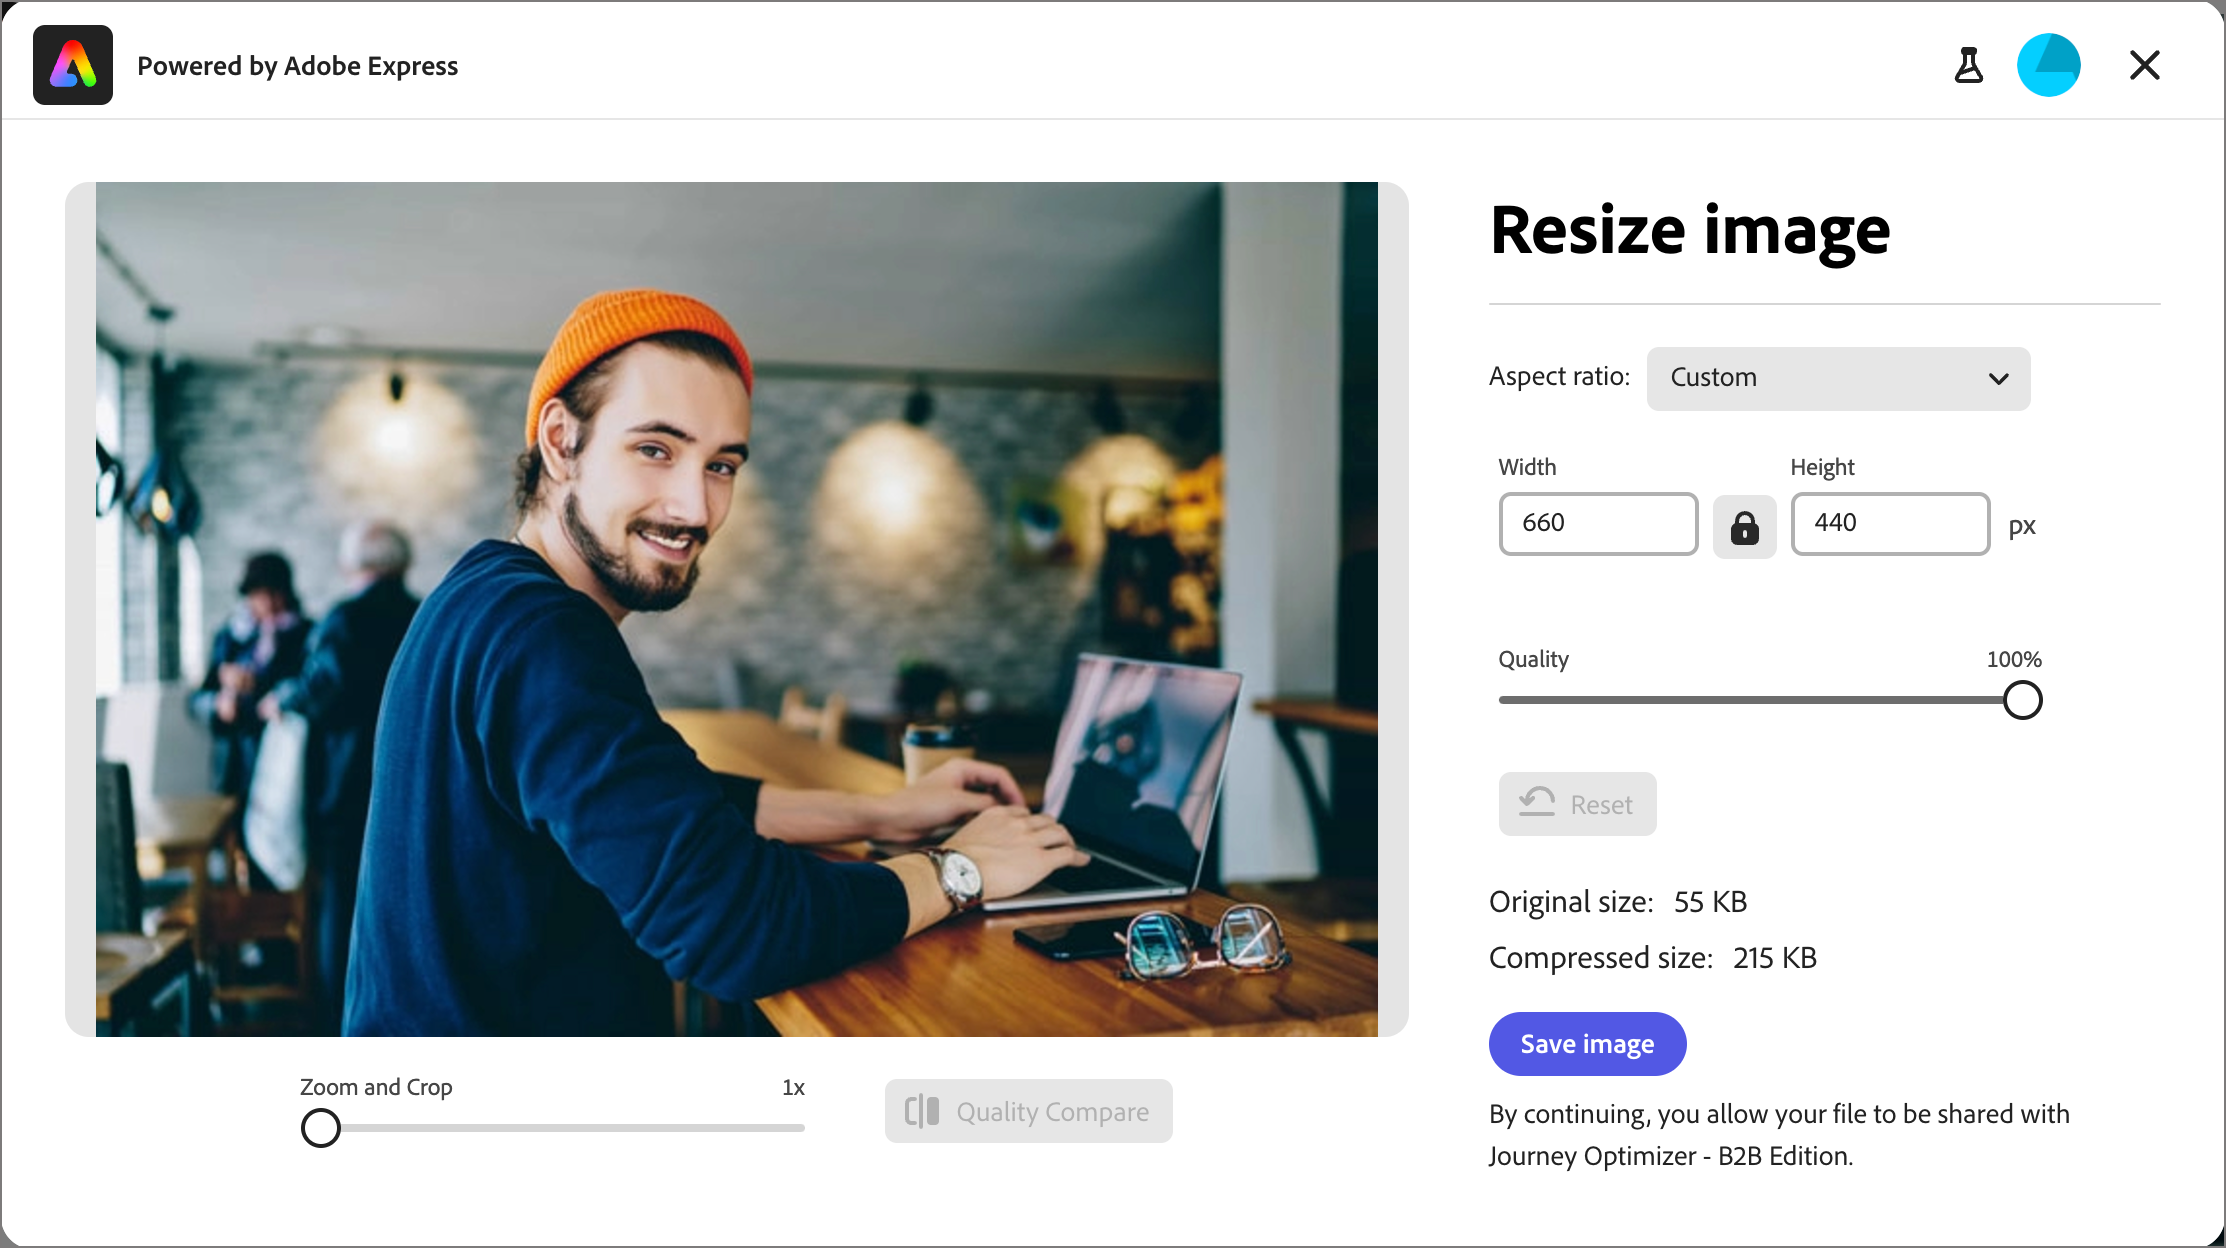 Powered by Adobe Express
Resize image
Aspect ratio: Custom
Width Height
660 440 px
Quality 100%
Reset
Original size: 55 KB
Compressed size: 215 KB
Save image
By continuing, you allow your file to be shared with
Journey Optimizer - B2B Edition.
Zoom and Crop 1x
Quality Compare